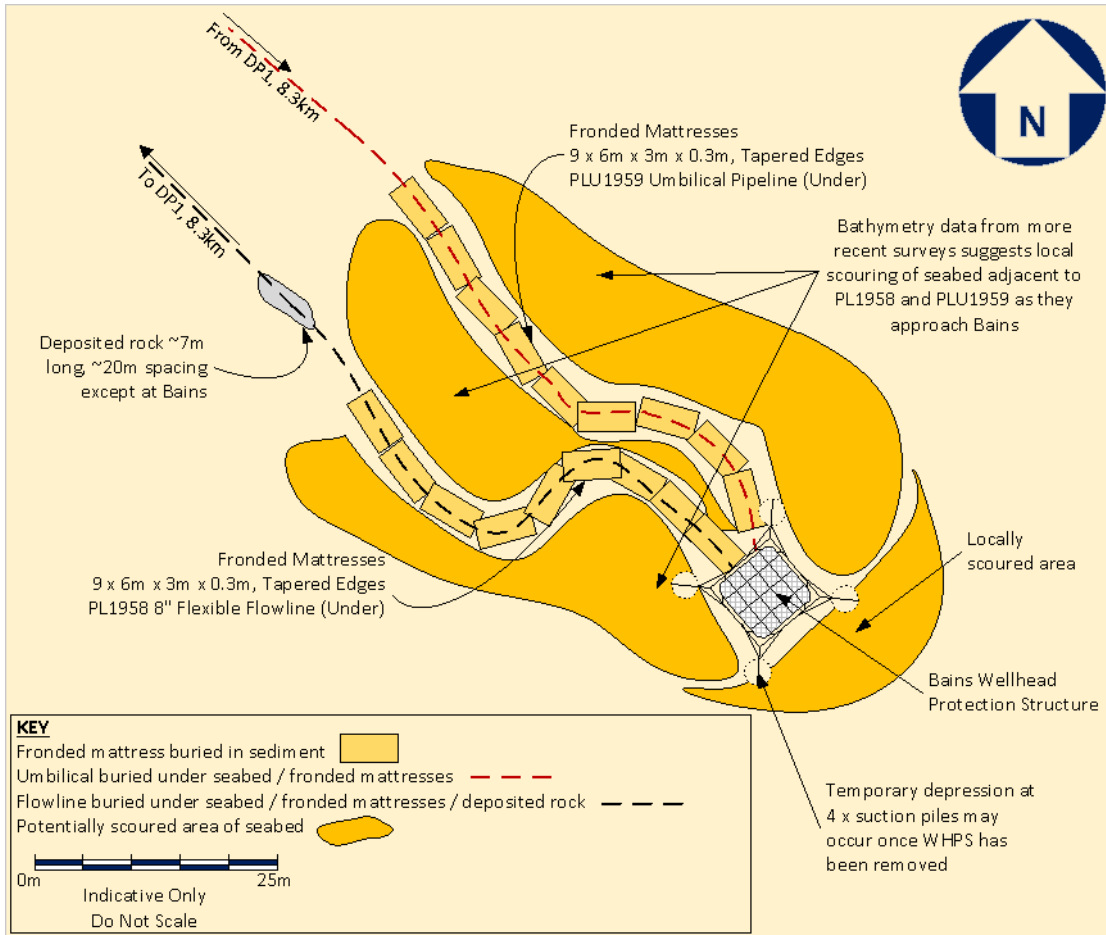 From DP1, 8.3km
N
Fronded Mattresses
9 x 6m x 3m x 0.3m, Tapered Edges
PLU1959 Umbilical Pipeline (Under)
To DP1, 8.3km
Bathymetry data from more
recent surveys suggests local
scouring of seabed adjacent to
PL1958 and PLU1959 as they
approach Bains
Deposited rock ~7m
long, ~20m spacing
except at Bains
Locally
scoured area
Fronded Mattresses
9 x 6m x 3m x 0.3m, Tapered Edges
PL1958 8" Flexible Flowline (Under)
Bains Wellhead
Protection Structure
Temporary depression at
4 x suction piles may
occur once WHPS has
been removed
KEY
Fronded mattress buried in sediment
Umbilical buried under seabed / fronded mattresses
Flowline buried under seabed / fronded mattresses / deposited rock
Potentially scoured area of seabed
0m 25m
Indicative Only
Do Not Scale